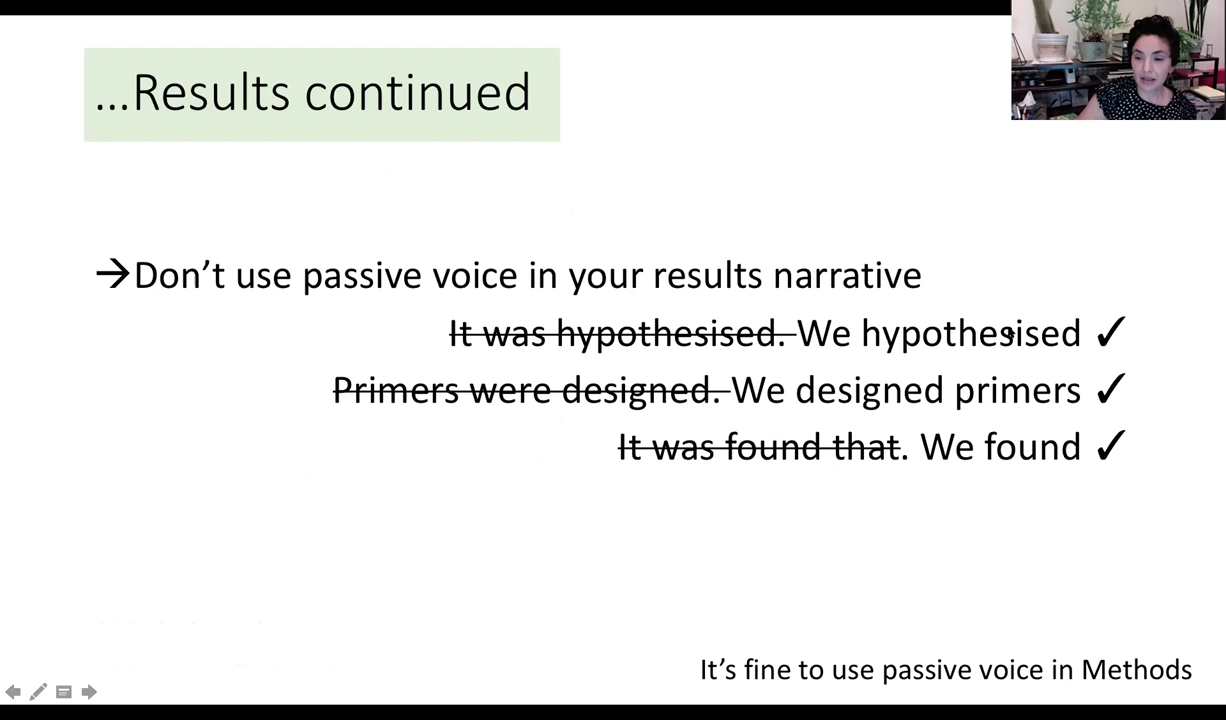 ...Results continued
→Don't use passive voice in your results narrative
It was hypothesised. We hypothesised ✓
Primers were designed. We designed primers ✓
It was found that. We found ✓
It's fine to use passive voice in Methods